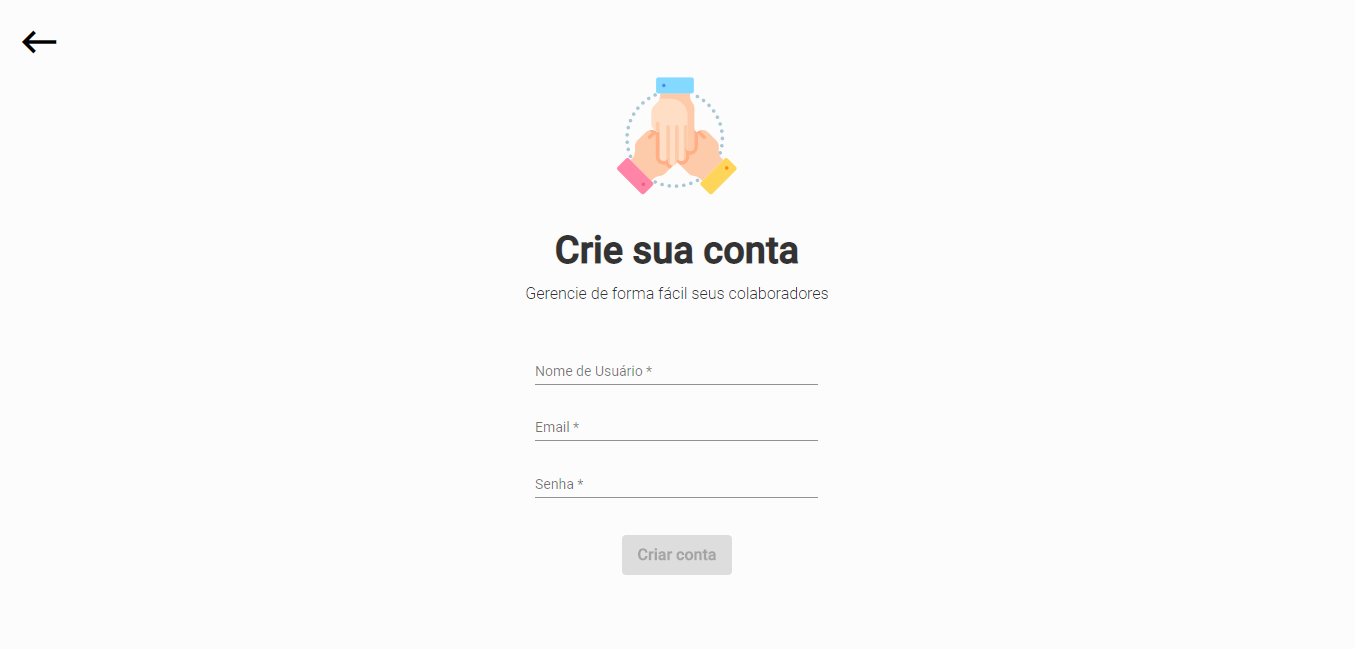 Crie sua conta
Gerencie de forma fácil seus colaboradores
Nome de Usuário *
Email *
Senha *
Criar conta